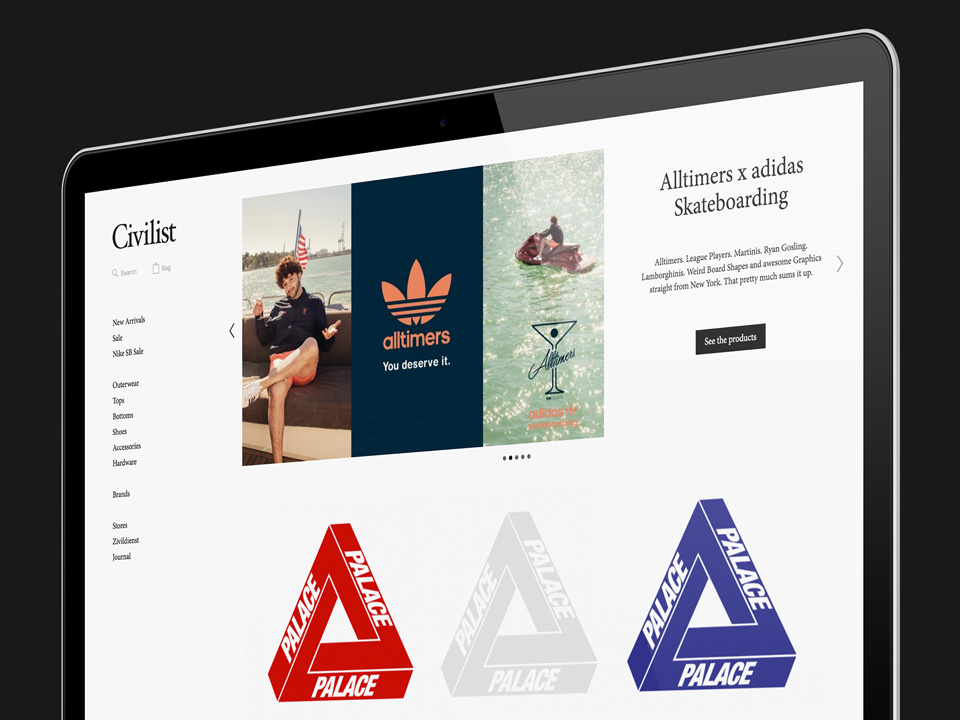 Civilist
Search
Bag
New Arrivals
Sale
Nike SB Sale
Outerwear
Tops
Bottoms
Shoes
Accessories
Hardware
Brands
Stores
Zivildienst
Journal
alltimers
You deserve it.
Alltimers
adidas
skateboarding
Alltimers x adidas
Skateboarding
Alltimers. League Players. Martinis. Ryan Gosling.
Lamborghinis. Weird Board Shapes and awesome Graphics
straight from New York. That pretty much sums it up.
See the products
PALACE
PALACE
PALACE
PALACE
PALACE
PALACE
PALACE
PALACE
PALACE